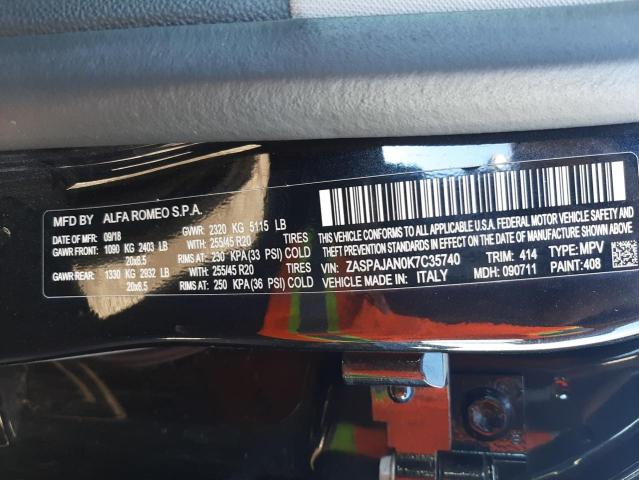 MFD BY ALFA ROMEO S.P.A.
DATE OF MFR: 09/18 GVWR: 2320 KG 5115 LB
GAWR FRONT: 1090 KG 2403 LB WITH: 255/45 R20 TIRES
20x8.5 RIMS AT: 230 KPA(33 PSI) COLD
GAWR REAR: 1330 KG 2932 LB WITH: 255/45 R20 TIRES
20x8.5 RIMS AT: 250 KPA(36 PSI) COLD
THIS VEHICLE CONFORMS TO ALL APPLICABLE U.S.A. FEDERAL MOTOR VEHICLE SAFETY AND
THEFT PREVENTION STANDARDS IN EFFECT ON THE DATE OF MANUFACTURE SHOWN ABOVE.
VIN: ZASPAJAN0K7C35740 TRIM: 414 TYPE: MPV
VEHICLE MADE IN: ITALY MDH: 090711 PAINT: 408